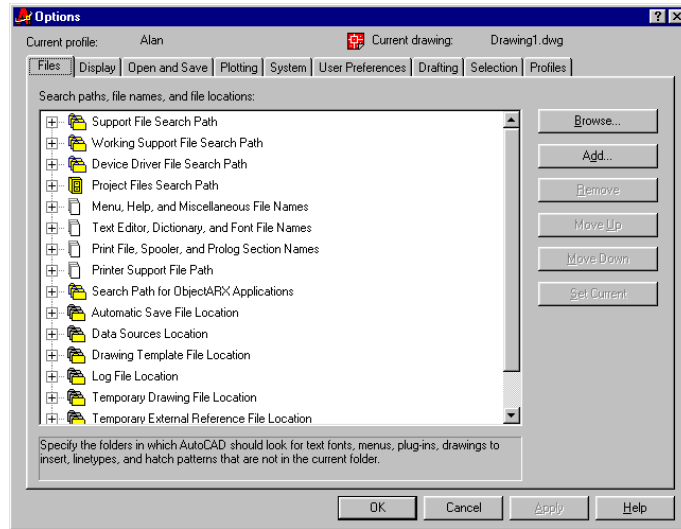 Options
Current profile: Alan Current drawing: Drawing1.dwg
Files Display Open and Save Plotting System User Preferences Drafting Selection Profiles
Search paths, file names, and file locations:
Support File Search Path
Working Support File Search Path
Device Driver File Search Path
Project Files Search Path
Menu, Help, and Miscellaneous File Names
Text Editor, Dictionary, and Font File Names
Print File, Spooler, and Prolog Section Names
Printer Support File Path
Search Path for ObjectARX Applications
Automatic Save File Location
Data Sources Location
Drawing Template File Location
Log File Location
Temporary Drawing File Location
Temporary External Reference File Location
Browse...
Add...
Remove
Move Up
Move Down
Set Current
Specify the folders in which AutoCAD should look for text fonts, menus, plug-ins, drawings to
insert, linetypes, and hatch patterns that are not in the current folder.
OK Cancel Apply Help